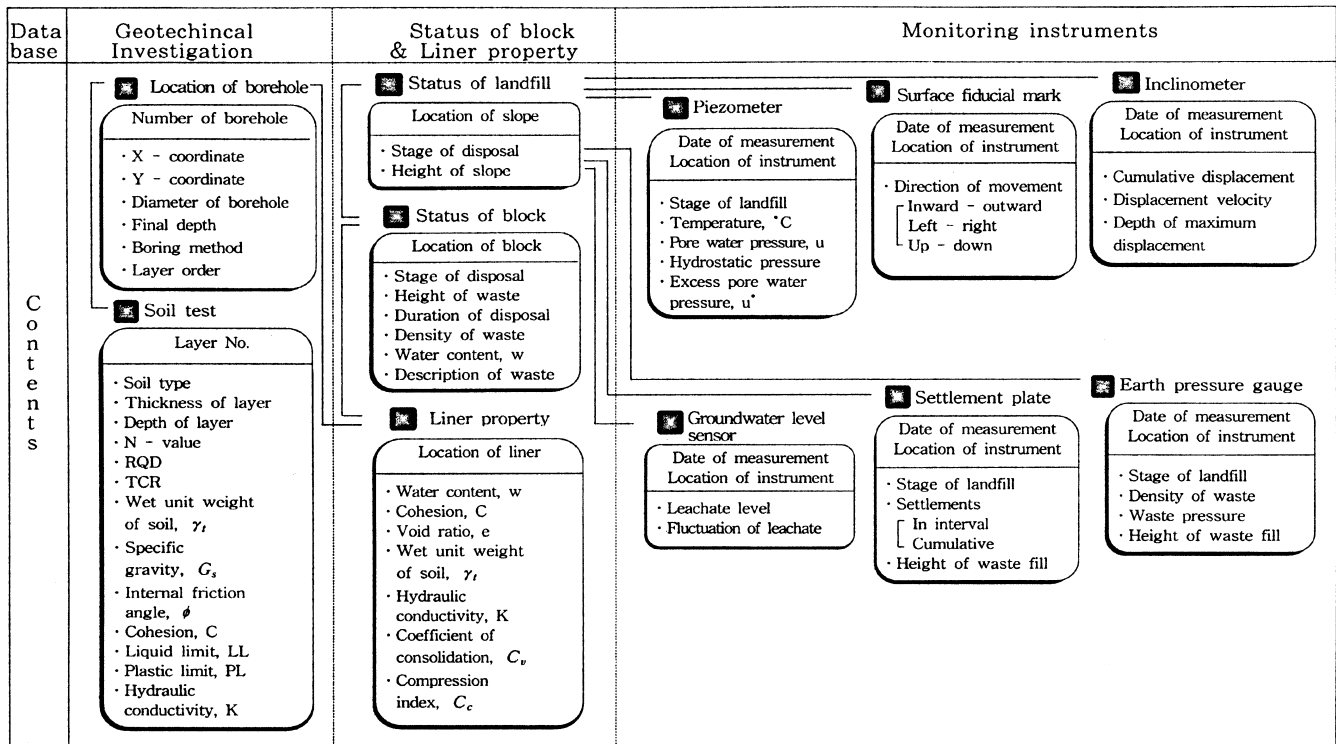 Data
base
Geotechincal
Investigation
Status of block
& Liner property
Monitoring instruments
C
o
n
t
e
n
t
s
Location of borehole
Number of borehole
· X - coordinate
· Y - coordinate
· Diameter of borehole
· Final depth
· Boring method
· Layer order
Soil test
Layer No.
· Soil type
· Thickness of layer
· Depth of layer
· N - value
· RQD
· TCR
· Wet unit weight
of soil, γt
· Specific
gravity, Gs
· Internal friction
angle, ϕ
· Cohesion, C
· Liquid limit, LL
· Plastic limit, PL
· Hydraulic
conductivity, K
Status of landfill
Location of slope
· Stage of disposal
· Height of slope
Status of block
Location of block
· Stage of disposal
· Height of waste
· Duration of disposal
· Density of waste
· Water content, w
· Description of waste
Liner property
Location of liner
· Water content, w
· Cohesion, C
· Void ratio, e
· Wet unit weight
of soil, γt
· Hydraulic
conductivity, K
· Coefficient of
consolidation, Cv
· Compression
index, Cc
Piezometer
Date of measurement
Location of instrument
· Stage of landfill
· Temperature, °C
· Pore water pressure, u
· Hydrostatic pressure
· Excess pore water
pressure, u*
Surface fiducial mark
Date of measurement
Location of instrument
· Direction of movement
Inward - outward
Left - right
Up - down
Inclinometer
Date of measurement
Location of instrument
· Cumulative displacement
· Displacement velocity
· Depth of maximum
displacement
Groundwater level
sensor
Date of measurement
Location of instrument
· Leachate level
· Fluctuation of leachate
Settlement plate
Date of measurement
Location of instrument
· Stage of landfill
· Settlements
In interval
Cumulative
· Height of waste fill
Earth pressure gauge
Date of measurement
Location of instrument
· Stage of landfill
· Density of waste
· Waste pressure
· Height of waste fill